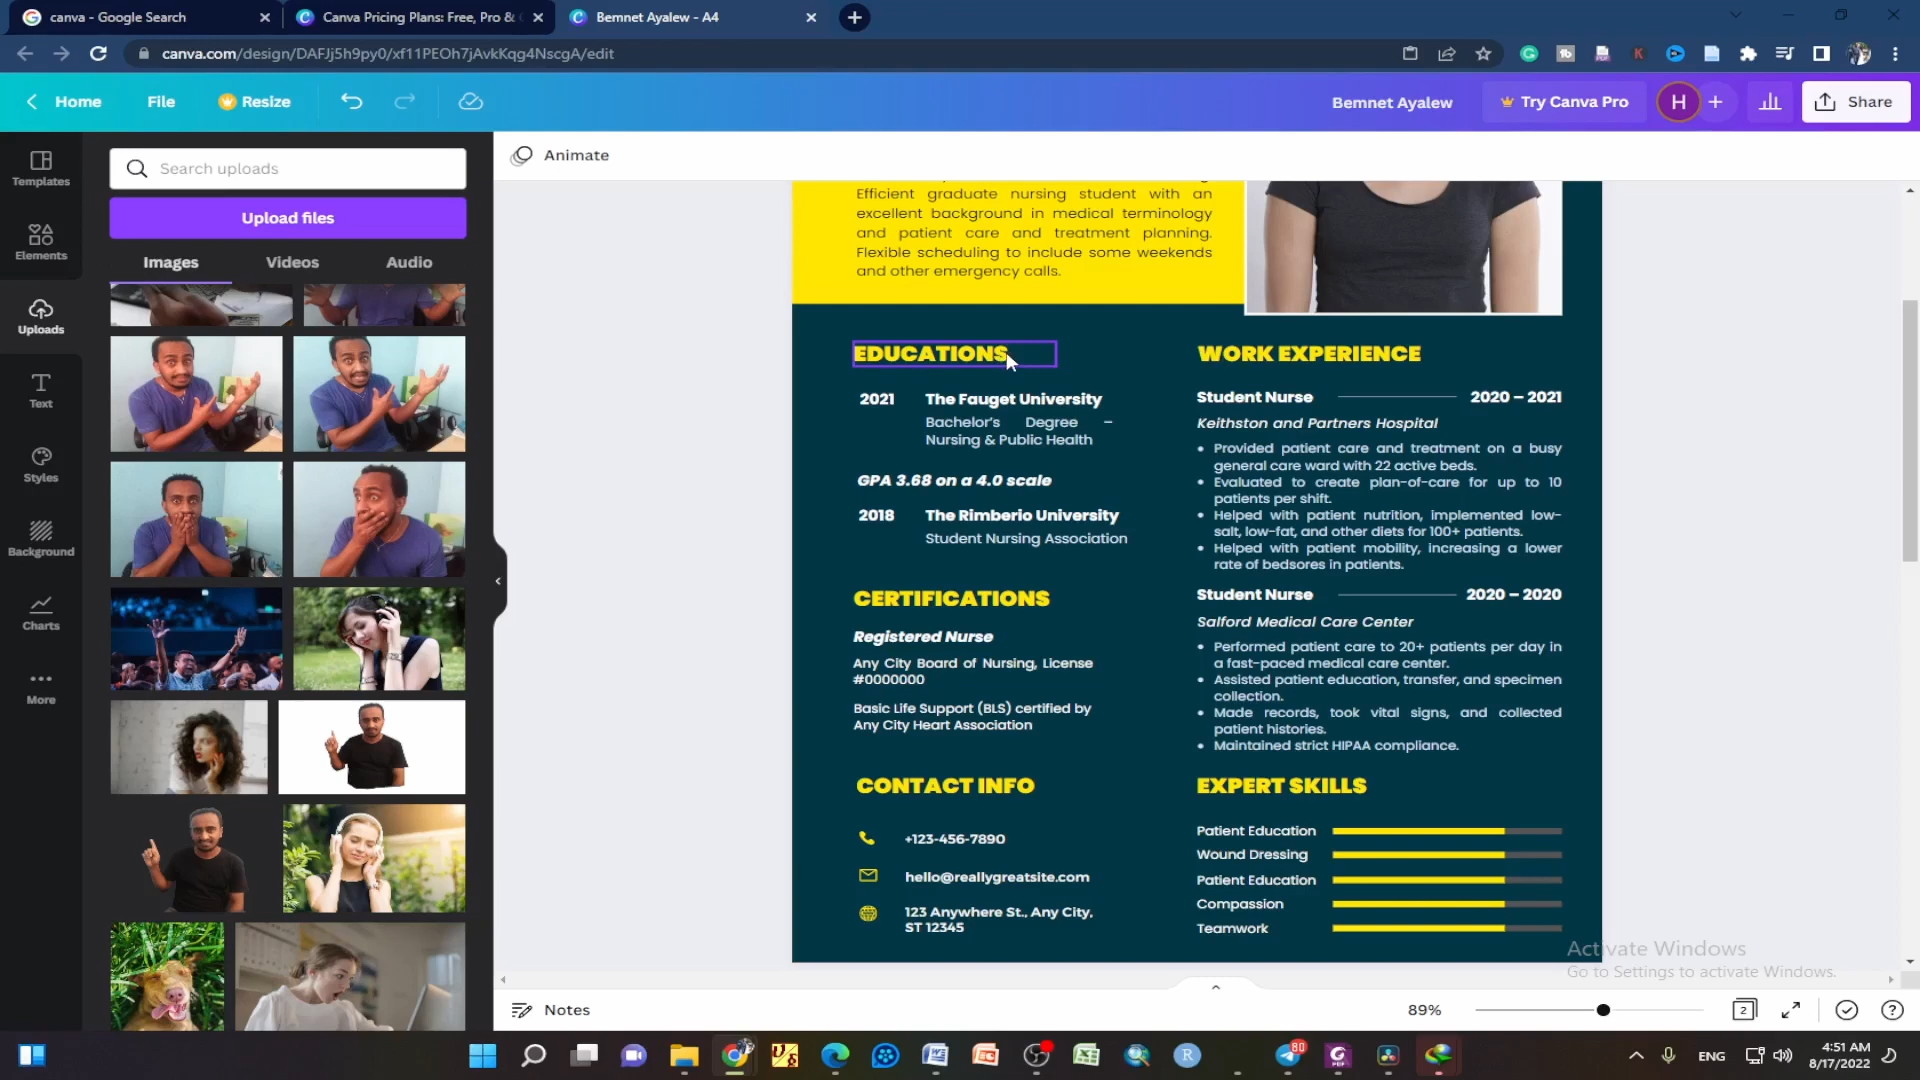 canva - Google Search
Canva Pricing Plans: Free, Pro &
Bemnet Ayalew - A4
canva.com/design/DAFJj5h9py0/xf11PEOh7jAvkKqg4NscgA/edit
Home
File
Resize
Bemnet Ayalew
Try Canva Pro
H
Share
Templates
Elements
Uploads
Text
Styles
Background
Charts
More
Search uploads
Upload files
Images
Videos
Audio
Animate
Efficient graduate nursing student with an
excellent background in medical terminology
and patient care and treatment planning.
Flexible scheduling to include some weekends
and other emergency calls.
EDUCATIONS
2021
The Fauget University
Bachelor's Degree –
Nursing & Public Health
GPA 3.68 on a 4.0 scale
2018
The Rimberio University
Student Nursing Association
CERTIFICATIONS
Registered Nurse
Any City Board of Nursing, License
#0000000
Basic Life Support (BLS) certified by
Any City Heart Association
CONTACT INFO
+123-456-7890
hello@reallygreatsite.com
123 Anywhere St., Any City,
ST 12345
WORK EXPERIENCE
Student Nurse
2020 – 2021
Keithston and Partners Hospital
• Provided patient care and treatment on a busy
general care ward with 22 active beds.
• Evaluated to create plan-of-care for up to 10
patients per shift.
• Helped with patient nutrition, implemented low-
salt, low-fat, and other diets for 100+ patients.
• Helped with patient mobility, increasing a lower
rate of bedsores in patients.
Student Nurse
2020 – 2020
Salford Medical Care Center
• Performed patient care to 20+ patients per day in
a fast-paced medical care center.
• Assisted patient education, transfer, and specimen
collection.
• Made records, took vital signs, and collected
patient histories.
• Maintained strict HIPAA compliance.
EXPERT SKILLS
Patient Education
Wound Dressing
Patient Education
Compassion
Teamwork
Activate Windows
Go to Settings to activate Windows.
Notes
89%
2
80
ENG
4:51 AM
8/17/2022